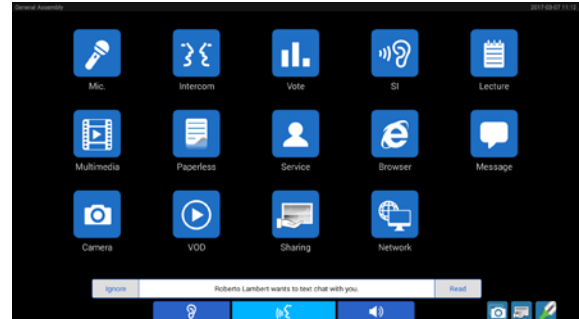 General Assembly 2017-03-07 11:12
Mic. Intercom Vote SI Lecture
Multimedia Paperless Service Browser Message
Camera VOD Sharing Network
Ignore Roberto Lambert wants to text chat with you. Read